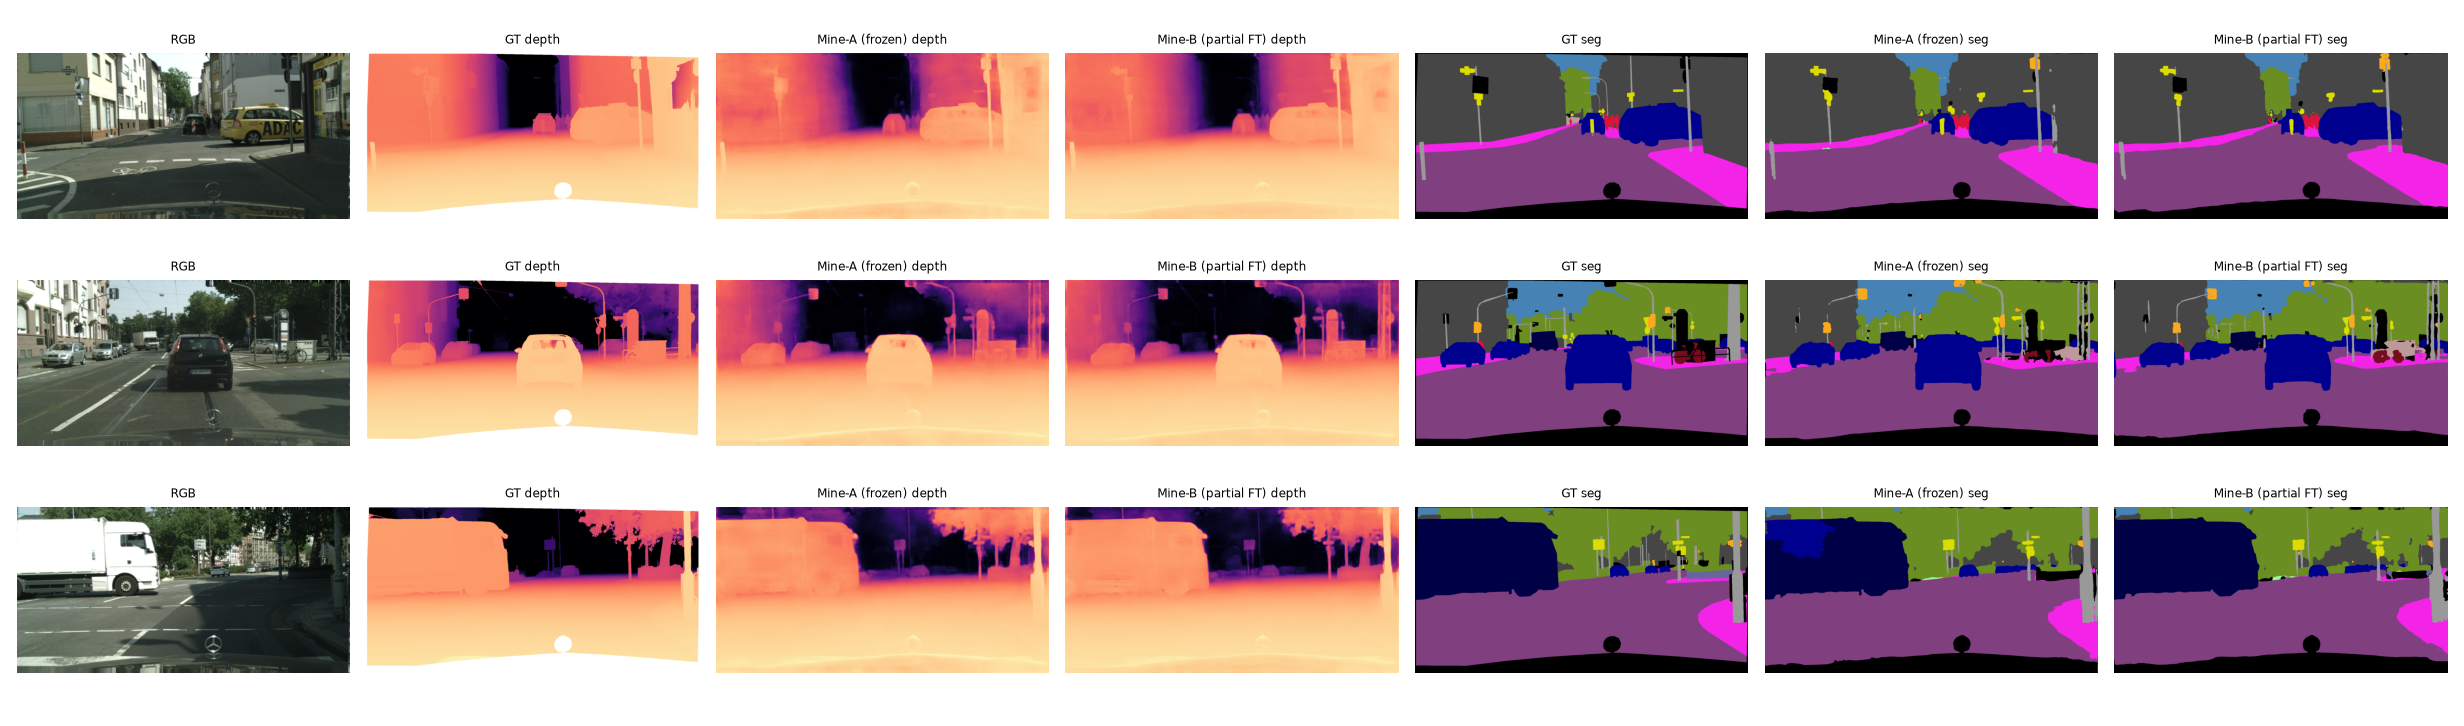 RGB GT depth Mine-A (frozen) depth Mine-B (partial FT) depth GT seg Mine-A (frozen) seg Mine-B (partial FT) seg
ADAC
RGB GT depth Mine-A (frozen) depth Mine-B (partial FT) depth GT seg Mine-A (frozen) seg Mine-B (partial FT) seg
RGB GT depth Mine-A (frozen) depth Mine-B (partial FT) depth GT seg Mine-A (frozen) seg Mine-B (partial FT) seg